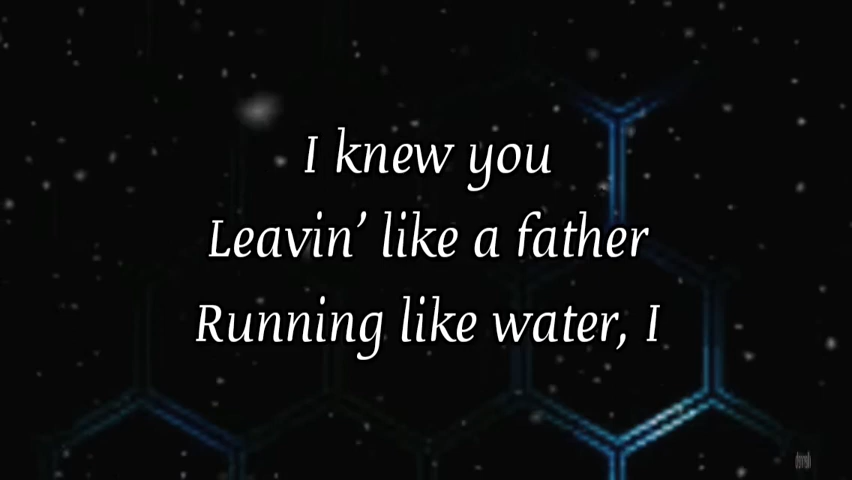 I knew you
Leavin’ like a father
Running like water, I